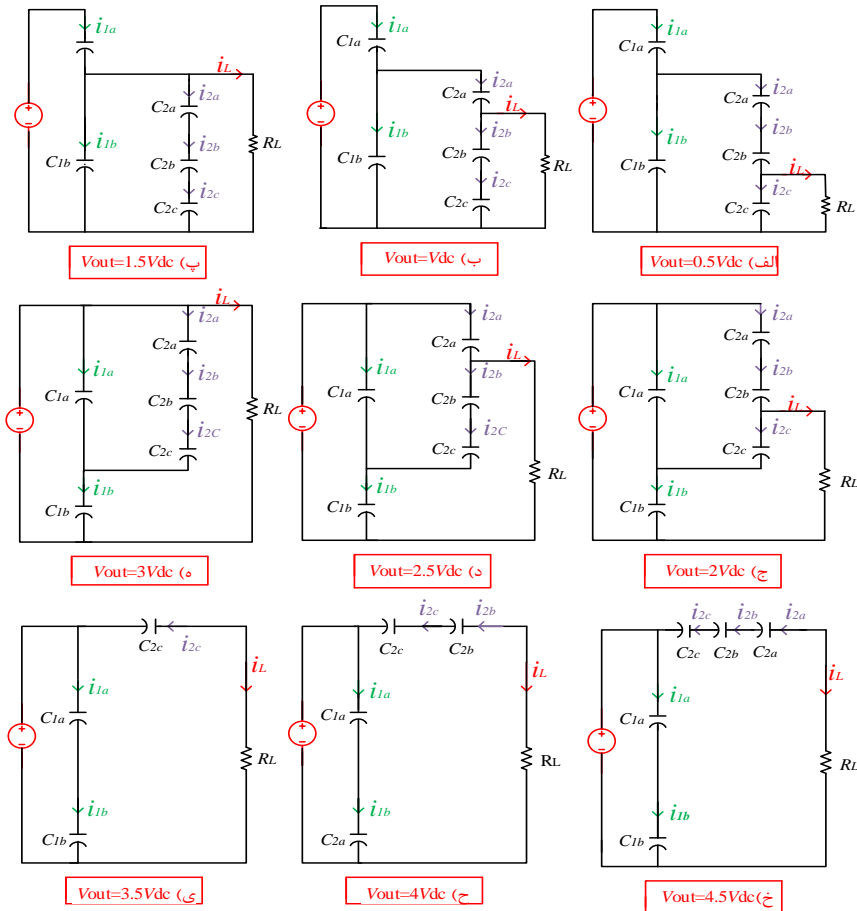 i1a
C1a
i2a
C2a
i1b
i2b
C1b
C2b
iL
i2c
C2c
RL
الف) Vout=0.5Vdc
i1a
C1a
i2a
C2a
iL
i1b
i2b
C1b
C2b
i2c
RL
C2c
ب) Vout=Vdc
i1a
iL
i2a
C2a
i1b
i2b
RL
C1b
C2b
i2c
C2c
پ) Vout=1.5Vdc
i2a
C2a
i1a
i2b
C1a
C2b
iL
i2c
C2c
i1b
RL
C1b
ج) Vout=2Vdc
i2a
C2a
iL
i1a
i2b
C1a
C2b
i2C
C2c
RL
i1b
C1b
د) Vout=2.5Vdc
iL
i2a
C2a
i1a
i2b
C1a
C2b
RL
i2C
C2c
i1b
C1b
ه) Vout=3Vdc
i2c
i2b
i2a
C2c
C2b
C2a
iL
i1a
C1a
RL
i1b
C1b
خ) Vout=4.5Vdc
i2c
i2b
C2c
C2b
iL
i1a
C1a
RL
i1b
C2a
ح) Vout=4Vdc
C2c
i2c
iL
i1a
C1a
RL
i1b
C1b
ی) Vout=3.5Vdc